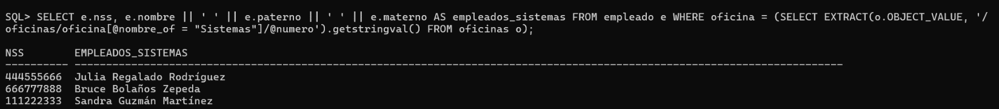 SQL> SELECT e.nss, e.nombre || ' ' || e.paterno || ' ' || e.materno AS empleados_sistemas FROM empleado e WHERE oficina = (SELECT EXTRACT(o.OBJECT_VALUE, '/
oficinas/oficina[@nombre_of = "Sistemas"]/@numero').getstringval() FROM oficinas o);
NSS        EMPLEADOS_SISTEMAS
---------- --------------------------------------------------------------------------------------------------------------------------
444555666  Julia Regalado Rodríguez
666777888  Bruce Bolaños Zepeda
111222333  Sandra Guzmán Martínez